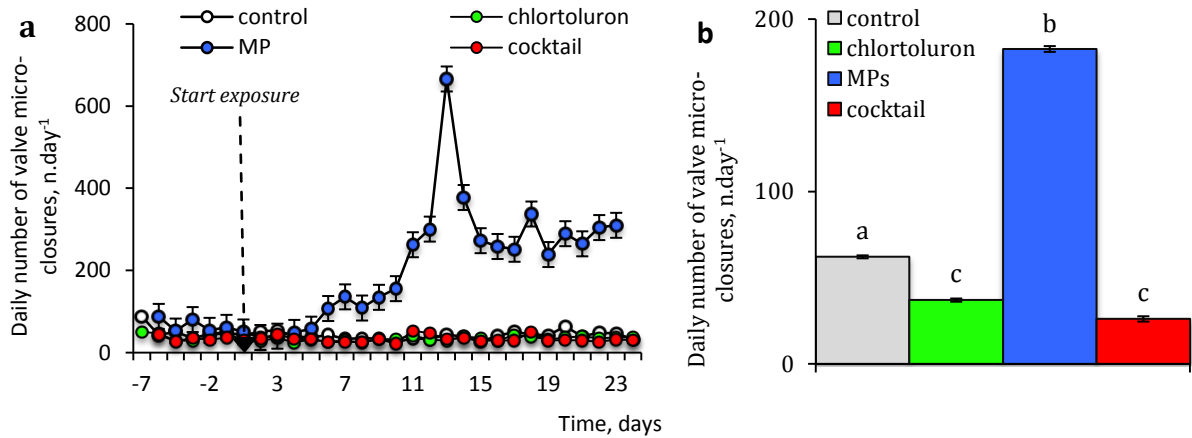 a
control
chlortoluron
MP
cocktail
Start exposure
Daily number of valve micro-
closures, n.day-1
800
600
400
200
0
-7
-2
3
7
11
15
19
23
Time, days
b
control
chlortoluron
MPs
cocktail
Daily number of valve micro-
closures, n.day-1
200
100
0
a
c
b
c